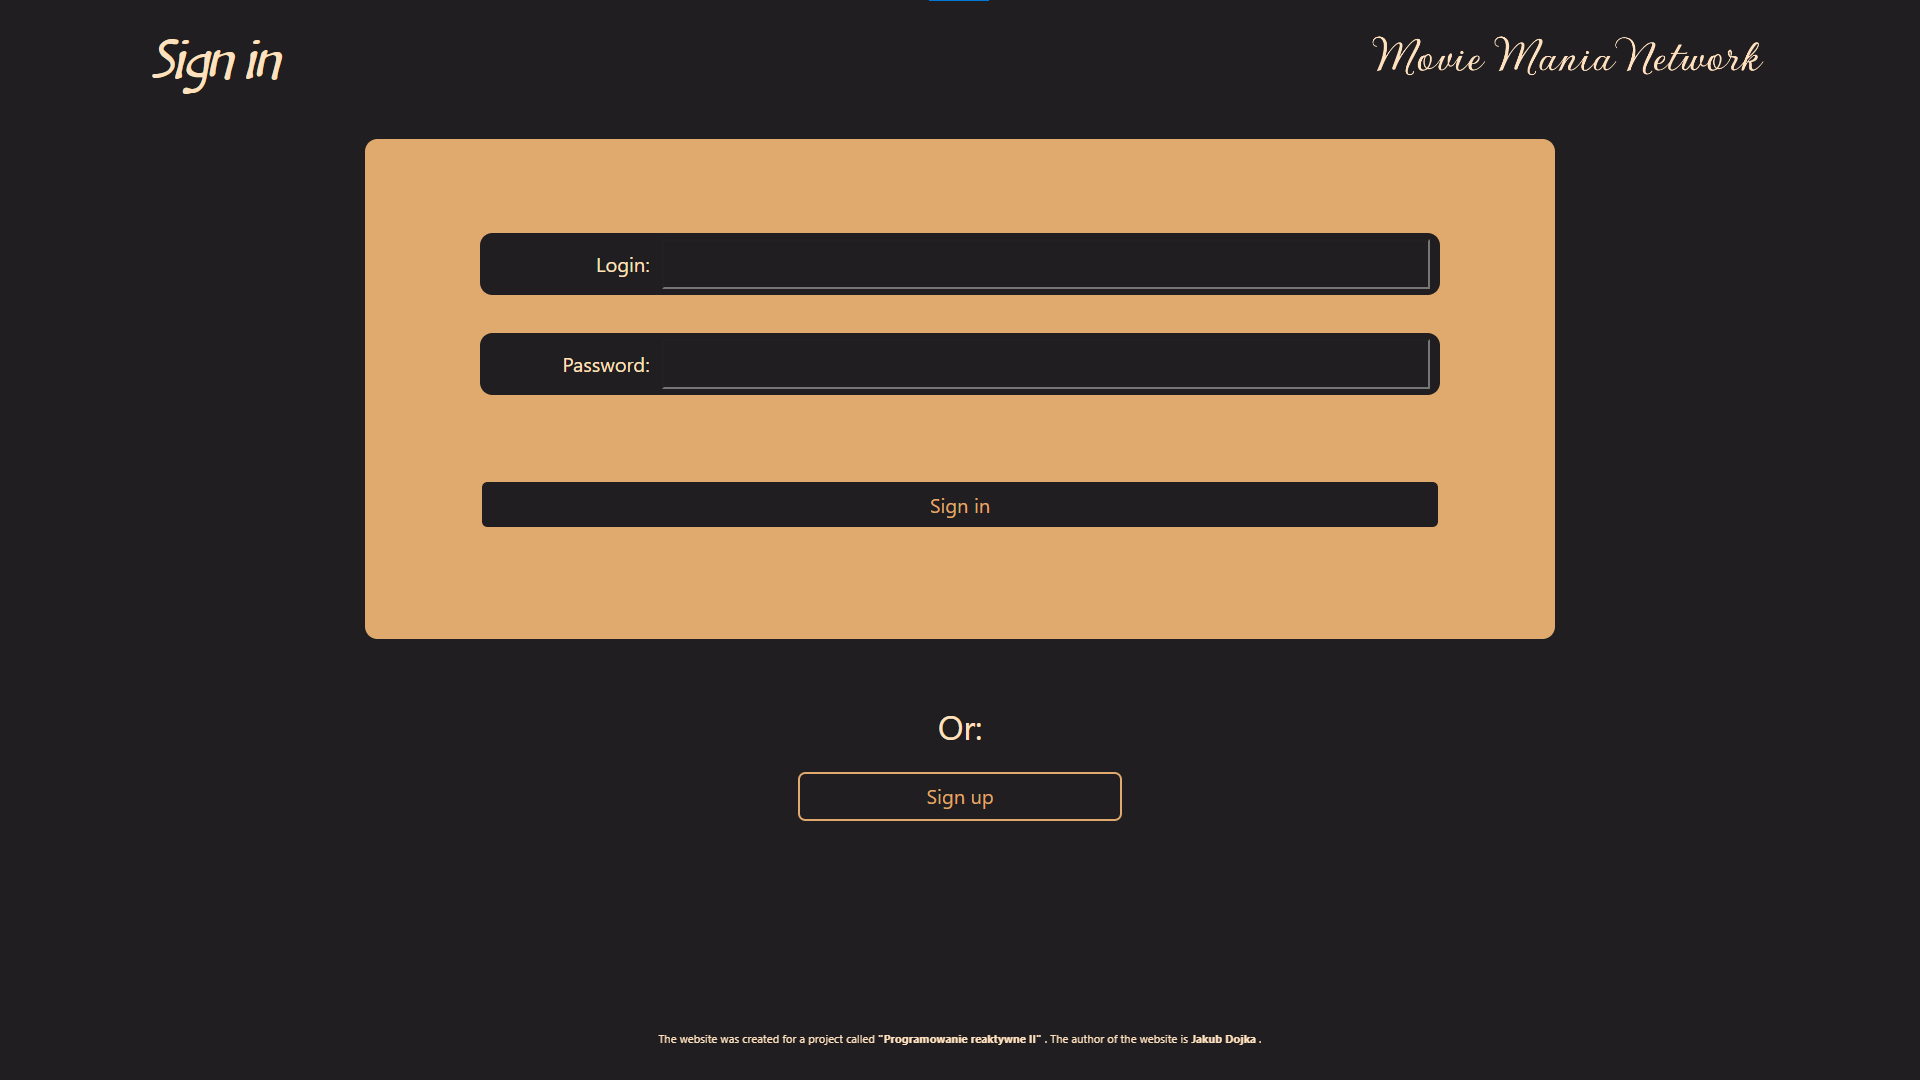 Sign in
Movie Mania Network
Login:
Password:
Sign in
Or:
Sign up
The website was created for a project called "Programowanie reaktywne II" . The author of the website is Jakub Dojka .